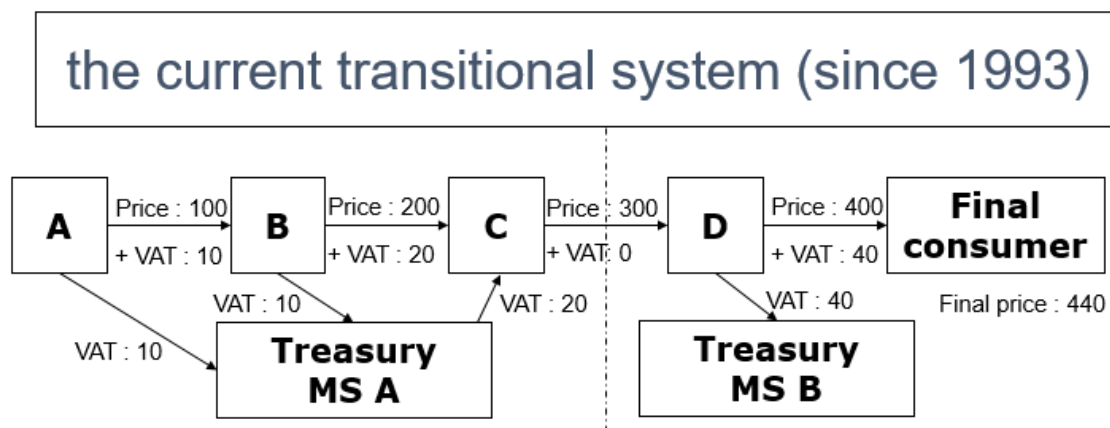 the current transitional system (since 1993)
A
Price : 100
+ VAT : 10
B
Price : 200
+ VAT : 20
C
Price : 300
+ VAT: 0
D
Price : 400
+ VAT : 40
Final
consumer
VAT : 10
VAT : 10
VAT : 20
VAT : 40
Final price : 440
Treasury
MS A
Treasury
MS B